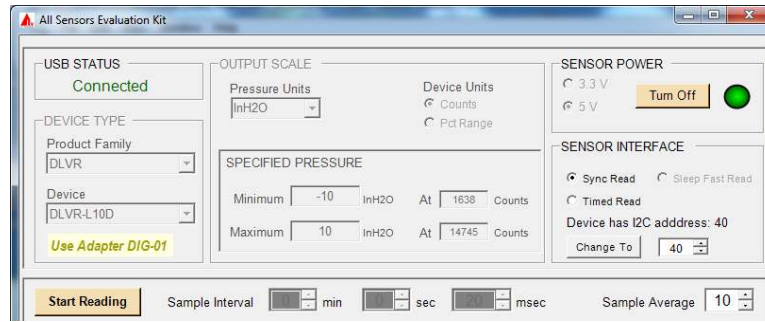 All Sensors Evaluation Kit
USB STATUS
Connected
DEVICE TYPE
Product Family
DLVR
Device
DLVR-L10D
Use Adapter DIG-01
OUTPUT SCALE
Pressure Units
InH2O
Device Units
Counts
Pct Range
SPECIFIED PRESSURE
Minimum -10 InH2O At 1638 Counts
Maximum 10 InH2O At 14745 Counts
SENSOR POWER
3.3 V
5 V
Turn Off
SENSOR INTERFACE
Sync Read Sleep Fast Read
Timed Read
Device has I2C adddress: 40
Change To 40
Start Reading Sample Interval 0 min 0 sec 20 msec Sample Average 10